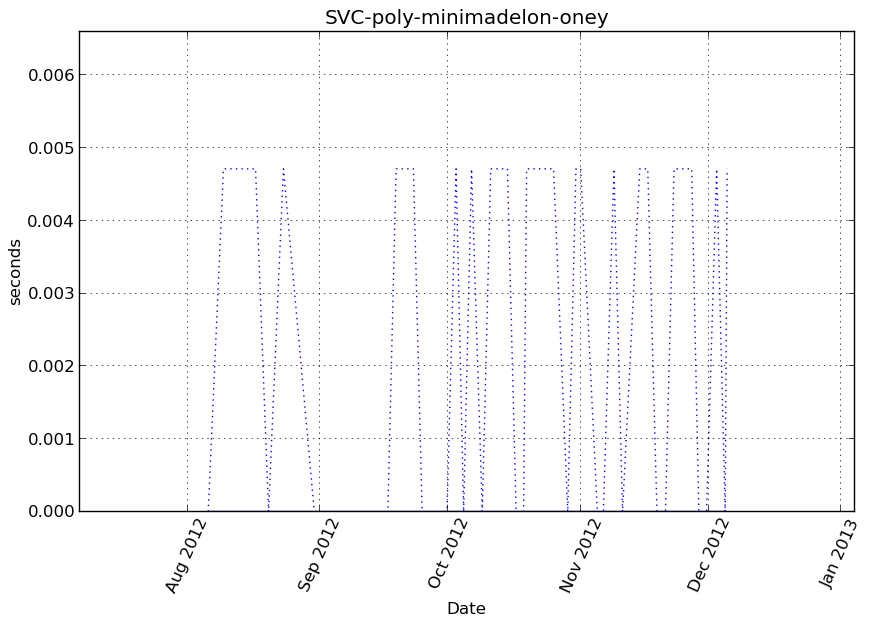 SVC-poly-minimadelon-oney
0.006
0.005
0.004
0.003
0.002
0.001
0.000
seconds
Aug 2012
Sep 2012
Oct 2012
Nov 2012
Dec 2012
Jan 2013
Date